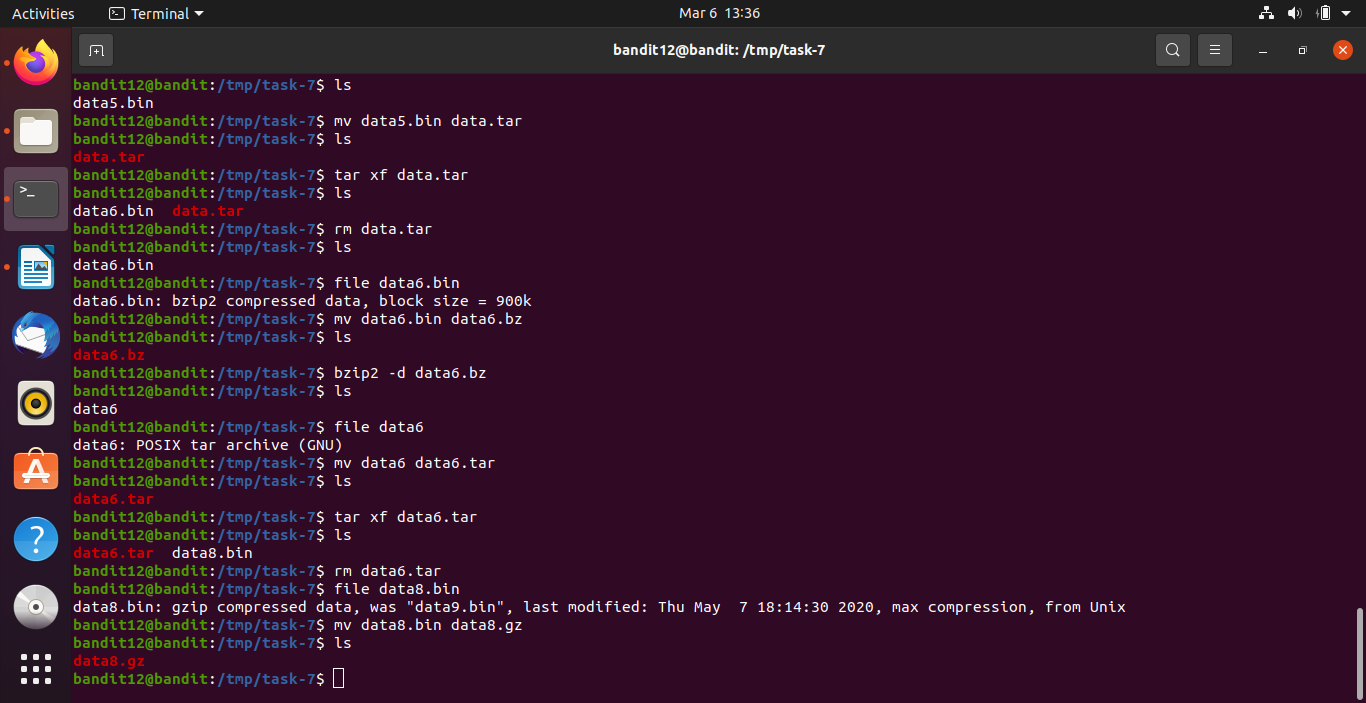 Activities Terminal Mar 6 13:36
bandit12@bandit: /tmp/task-7
bandit12@bandit:/tmp/task-7$ ls
data5.bin
bandit12@bandit:/tmp/task-7$ mv data5.bin data.tar
bandit12@bandit:/tmp/task-7$ ls
data.tar
bandit12@bandit:/tmp/task-7$ tar xf data.tar
bandit12@bandit:/tmp/task-7$ ls
data6.bin  data.tar
bandit12@bandit:/tmp/task-7$ rm data.tar
bandit12@bandit:/tmp/task-7$ ls
data6.bin
bandit12@bandit:/tmp/task-7$ file data6.bin
data6.bin: bzip2 compressed data, block size = 900k
bandit12@bandit:/tmp/task-7$ mv data6.bin data6.bz
bandit12@bandit:/tmp/task-7$ ls
data6.bz
bandit12@bandit:/tmp/task-7$ bzip2 -d data6.bz
bandit12@bandit:/tmp/task-7$ ls
data6
bandit12@bandit:/tmp/task-7$ file data6
data6: POSIX tar archive (GNU)
bandit12@bandit:/tmp/task-7$ mv data6 data6.tar
bandit12@bandit:/tmp/task-7$ ls
data6.tar
bandit12@bandit:/tmp/task-7$ tar xf data6.tar
bandit12@bandit:/tmp/task-7$ ls
data6.tar  data8.bin
bandit12@bandit:/tmp/task-7$ rm data6.tar
bandit12@bandit:/tmp/task-7$ file data8.bin
data8.bin: gzip compressed data, was "data9.bin", last modified: Thu May  7 18:14:30 2020, max compression, from Unix
bandit12@bandit:/tmp/task-7$ mv data8.bin data8.gz
bandit12@bandit:/tmp/task-7$ ls
data8.gz
bandit12@bandit:/tmp/task-7$